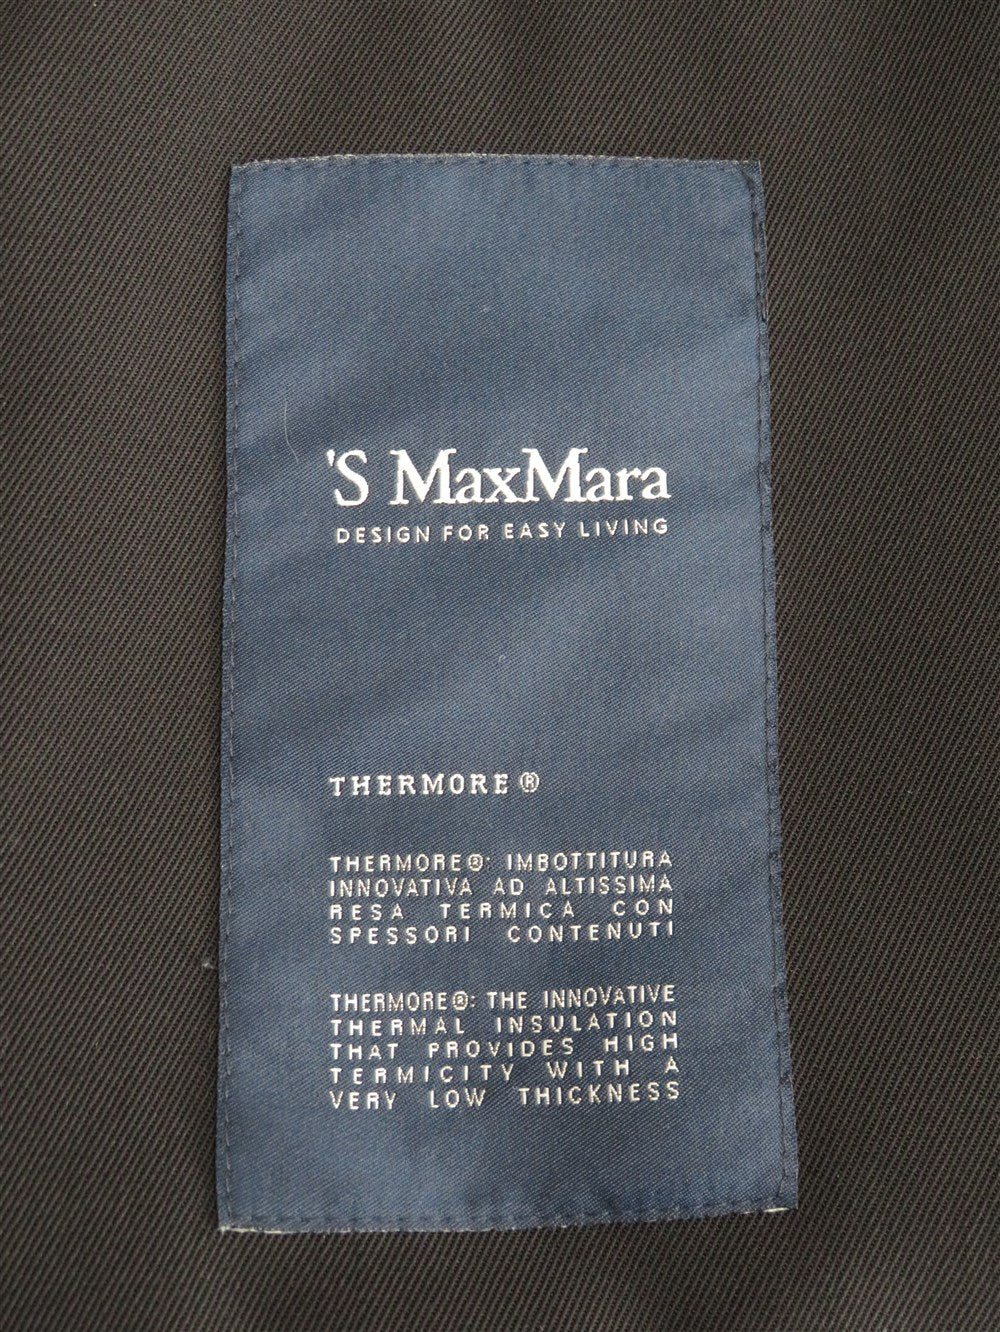 'S MaxMara
DESIGN FOR EASY LIVING
THERMORE ®
THERMORE®: IMBOTTITURA
INNOVATIVA AD ALTISSIMA
RESA TERMICA CON
SPESSORI CONTENUTI
THERMORE®: THE INNOVATIVE
THERMAL INSULATION
THAT PROVIDES HIGH
TERMICITY WITH A
VERY LOW THICKNESS